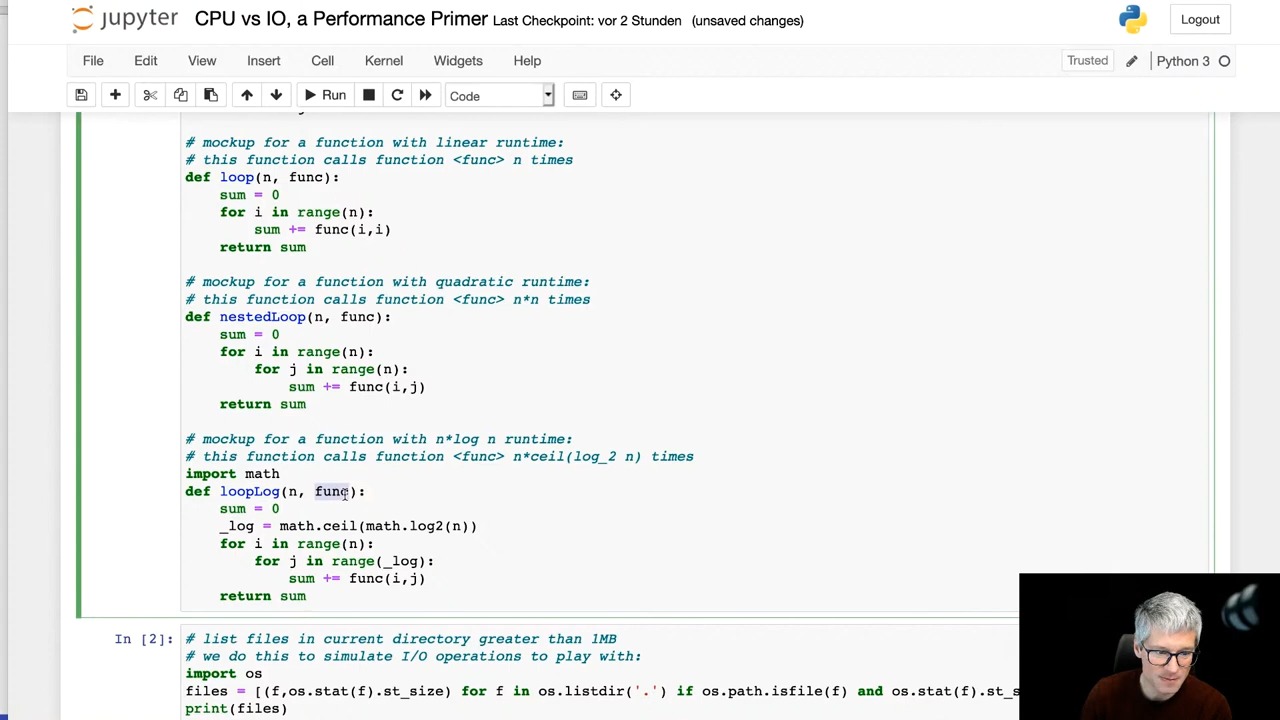 jupyter CPU vs IO, a Performance Primer Last Checkpoint: vor 2 Stunden (unsaved changes) Logout
File Edit View Insert Cell Kernel Widgets Help Trusted Python 3
Run Code
# mockup for a function with linear runtime:
# this function calls function <func> n times
def loop(n, func):
    sum = 0
    for i in range(n):
        sum += func(i,i)
    return sum
# mockup for a function with quadratic runtime:
# this function calls function <func> n*n times
def nestedLoop(n, func):
    sum = 0
    for i in range(n):
        for j in range(n):
            sum += func(i,j)
    return sum
# mockup for a function with n*log n runtime:
# this function calls function <func> n*ceil(log_2 n) times
import math
def loopLog(n, func):
    sum = 0
    _log = math.ceil(math.log2(n))
    for i in range(n):
        for j in range(_log):
            sum += func(i,j)
    return sum
In [2]: # list files in current directory greater than 1MB
# we do this to simulate I/O operations to play with:
import os
files = [(f,os.stat(f).st_size) for f in os.listdir('.') if os.path.isfile(f) and os.stat(f).st_s
print(files)